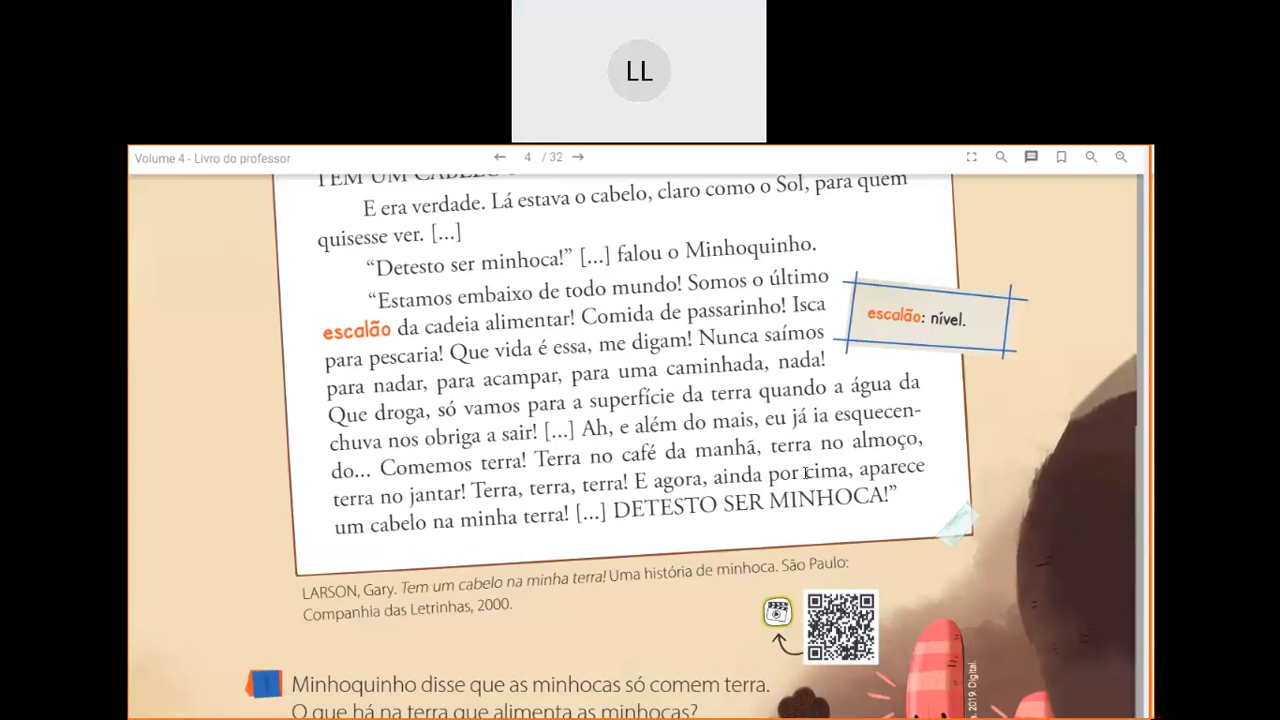 LL
Volume 4 - Livro do professor
4 / 32
TEM UM CABELO
E era verdade. Lá estava o cabelo, claro como o Sol, para quem
quisesse ver. [...]
“Detesto ser minhoca!” [...] falou o Minhoquinho.
“Estamos embaixo de todo mundo! Somos o último
escalão da cadeia alimentar! Comida de passarinho! Isca
para pescaria! Que vida é essa, me digam! Nunca saímos
para nadar, para acampar, para uma caminhada, nada!
Que droga, só vamos para a superfície da terra quando a água da
chuva nos obriga a sair! [...] Ah, e além do mais, eu já ia esquecen-
do... Comemos terra! Terra no café da manhã, terra no almoço,
terra no jantar! Terra, terra, terra! E agora, ainda por cima, aparece
um cabelo na minha terra! [...] DETESTO SER MINHOCA!”
escalão: nível.
LARSON, Gary. Tem um cabelo na minha terra! Uma história de minhoca. São Paulo:
Companhia das Letrinhas, 2000.
Minhoquinho disse que as minhocas só comem terra.
O que há na terra que alimenta as minhocas?
2019. Digital.